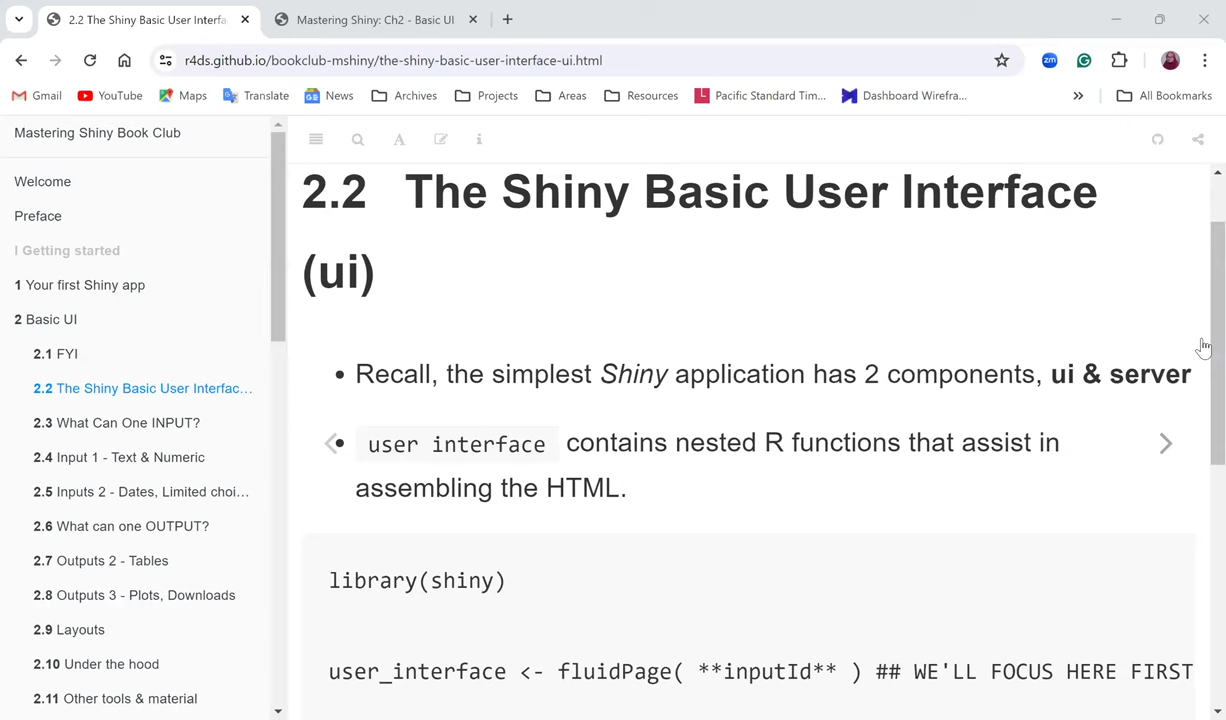 2.2 The Shiny Basic User Interfa
Mastering Shiny: Ch2 - Basic UI
r4ds.github.io/bookclub-mshiny/the-shiny-basic-user-interface-ui.html
zm
Gmail
YouTube
Maps
Translate
News
Archives
Projects
Areas
Resources
Pacific Standard Tim...
Dashboard Wirefra...
All Bookmarks
Mastering Shiny Book Club
Welcome
Preface
I Getting started
1 Your first Shiny app
2 Basic UI
2.1 FYI
2.2 The Shiny Basic User Interfac...
2.3 What Can One INPUT?
2.4 Input 1 - Text & Numeric
2.5 Inputs 2 - Dates, Limited choi...
2.6 What can one OUTPUT?
2.7 Outputs 2 - Tables
2.8 Outputs 3 - Plots, Downloads
2.9 Layouts
2.10 Under the hood
2.11 Other tools & material
2.2 The Shiny Basic User Interface
(ui)
Recall, the simplest Shiny application has 2 components, ui & server
user interface contains nested R functions that assist in
assembling the HTML.
library(shiny)
user_interface <- fluidPage( **inputId** ) ## WE'LL FOCUS HERE FIRST